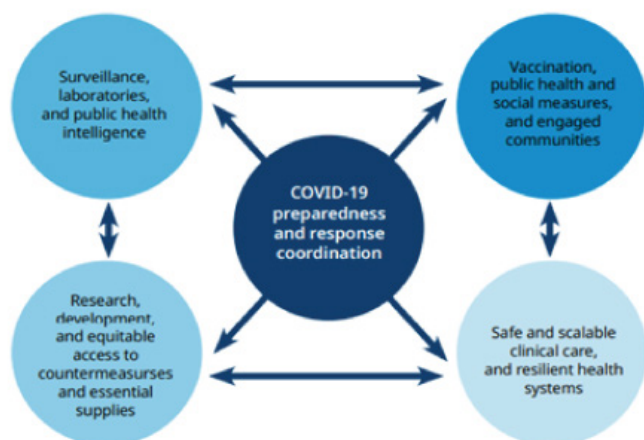 Surveillance,
laboratories,
and public health
intelligence
Vaccination,
public health and
social measures,
and engaged
communities
COVID-19
preparedness
and response
coordination
Research,
development,
and equitable
access to
countermeasurses
and essential
supplies
Safe and scalable
clinical care,
and resilient health
systems